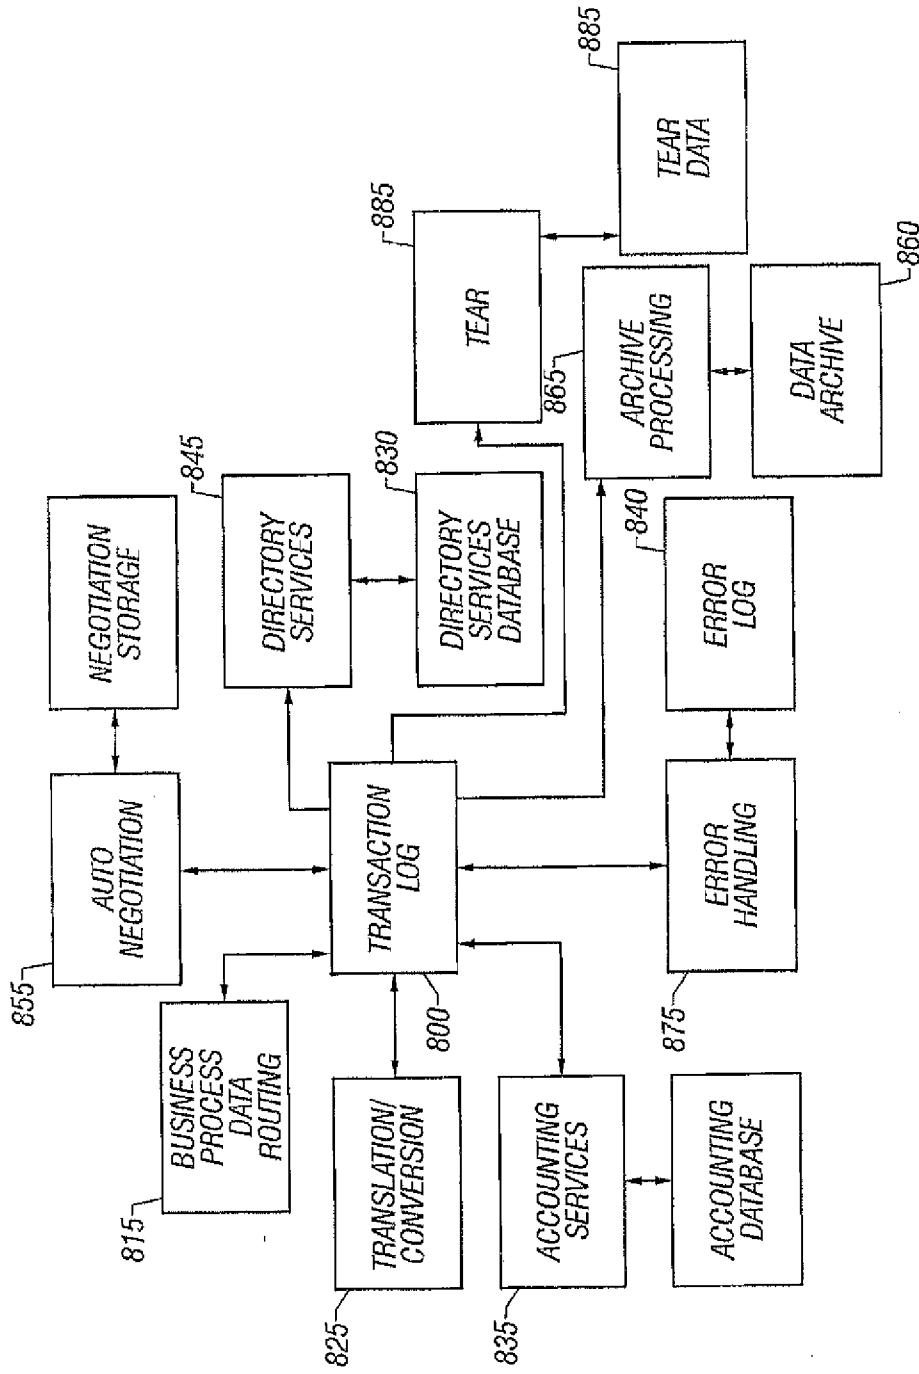 885
TEAR
DATA
885
TEAR
865
ARCHIVE
PROCESSING
DATA
ARCHIVE
860
NEGOTIATION
STORAGE
845
DIRECTORY
SERVICES
830
DIRECTORY
SERVICES
DATABASE
840
ERROR
LOG
855
AUTO
NEGOTIATION
TRANSACTION
LOG
800
ERROR
HANDLING
875
815
BUSINESS
PROCESS
DATA
ROUTING
825
TRANSLATION/
CONVERSION
835
ACCOUNTING
SERVICES
ACCOUNTING
DATABASE